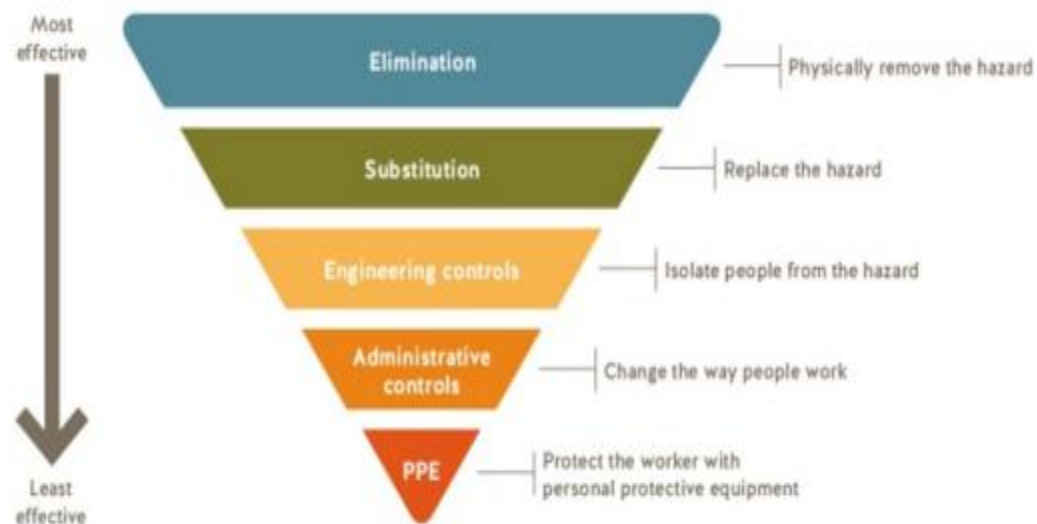 Most
effective
Elimination
Physically remove the hazard
Substitution
Replace the hazard
Engineering controls
Isolate people from the hazard
Administrative
controls
Change the way people work
PPE
Protect the worker with
personal protective equipment
Least
effective